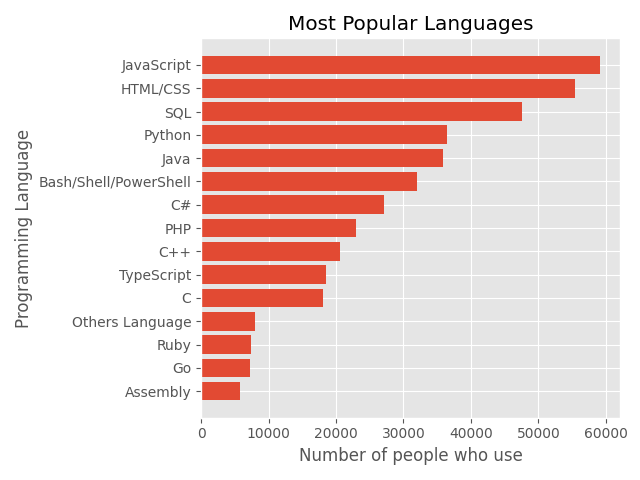 Most Popular Languages
Programming Language
JavaScript
HTML/CSS
SQL
Python
Java
Bash/Shell/PowerShell
C#
PHP
C++
TypeScript
C
Others Language
Ruby
Go
Assembly
0 10000 20000 30000 40000 50000 60000
Number of people who use